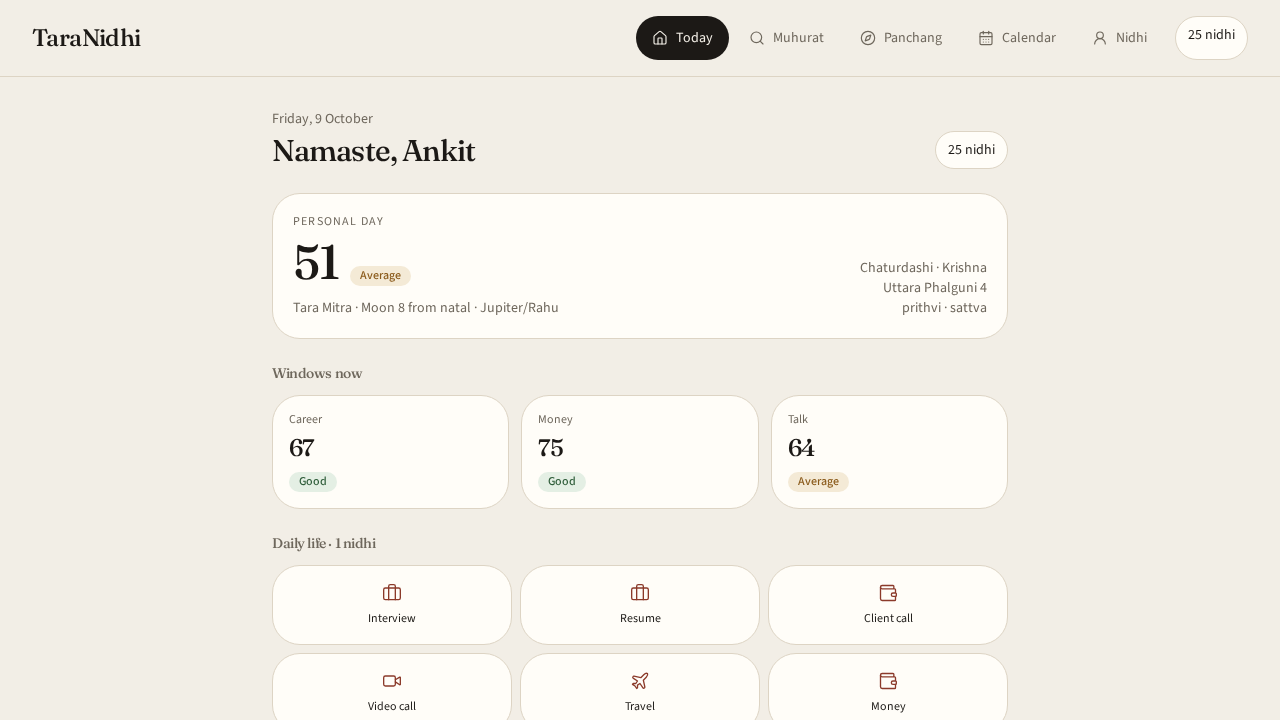 TaraNidhi
Today
Muhurat
Panchang
Calendar
Nidhi
25 nidhi
Friday, 9 October
Namaste, Ankit
25 nidhi
PERSONAL DAY
51
Average
Tara Mitra · Moon 8 from natal · Jupiter/Rahu
Chaturdashi · Krishna
Uttara Phalguni 4
prithvi · sattva
Windows now
Career
67
Good
Money
75
Good
Talk
64
Average
Daily life · 1 nidhi
Interview
Resume
Client call
Video call
Travel
Money